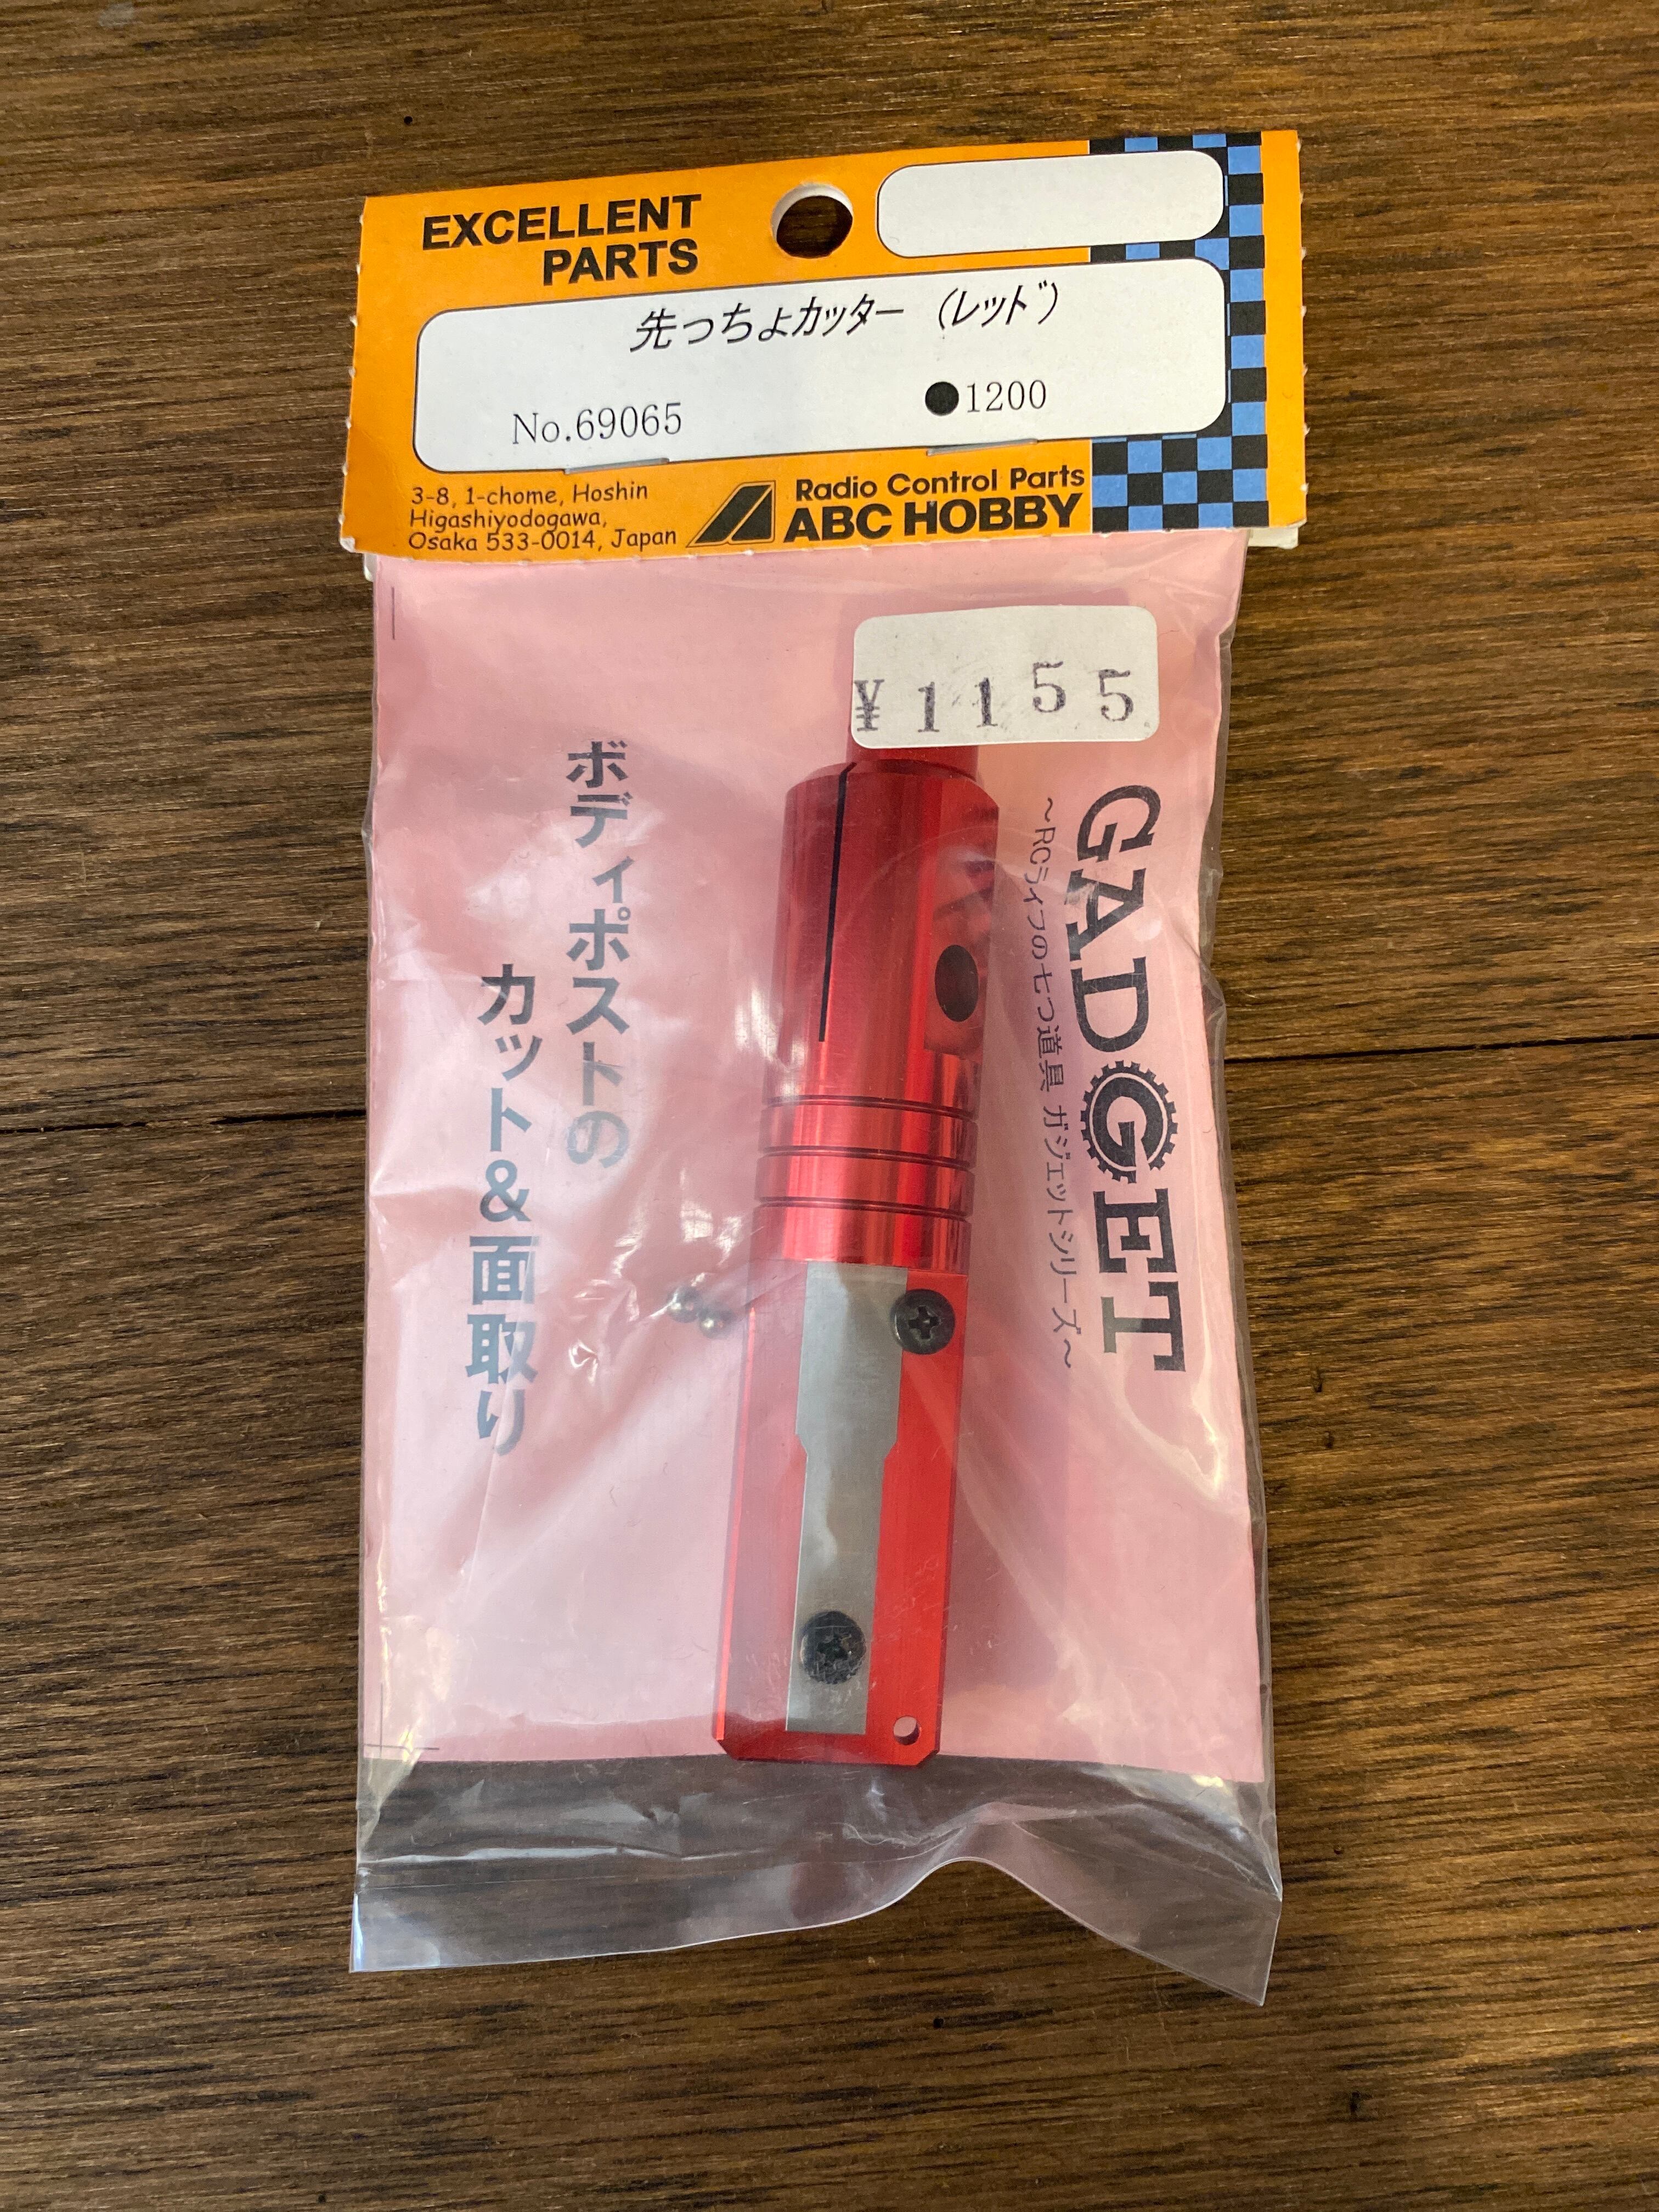 EXCELLENT
PARTS
先っちょカッター (レッド)
No.69065 ●1200
3-8, 1-chome, Hoshin
Higashiyodogawa,
Osaka 533-0014, Japan
Radio Control Parts
ABC HOBBY
¥1155
GADGET
~RCライフの七つ道具 ガジェットシリーズ~
ボディポストの
カット&面取り